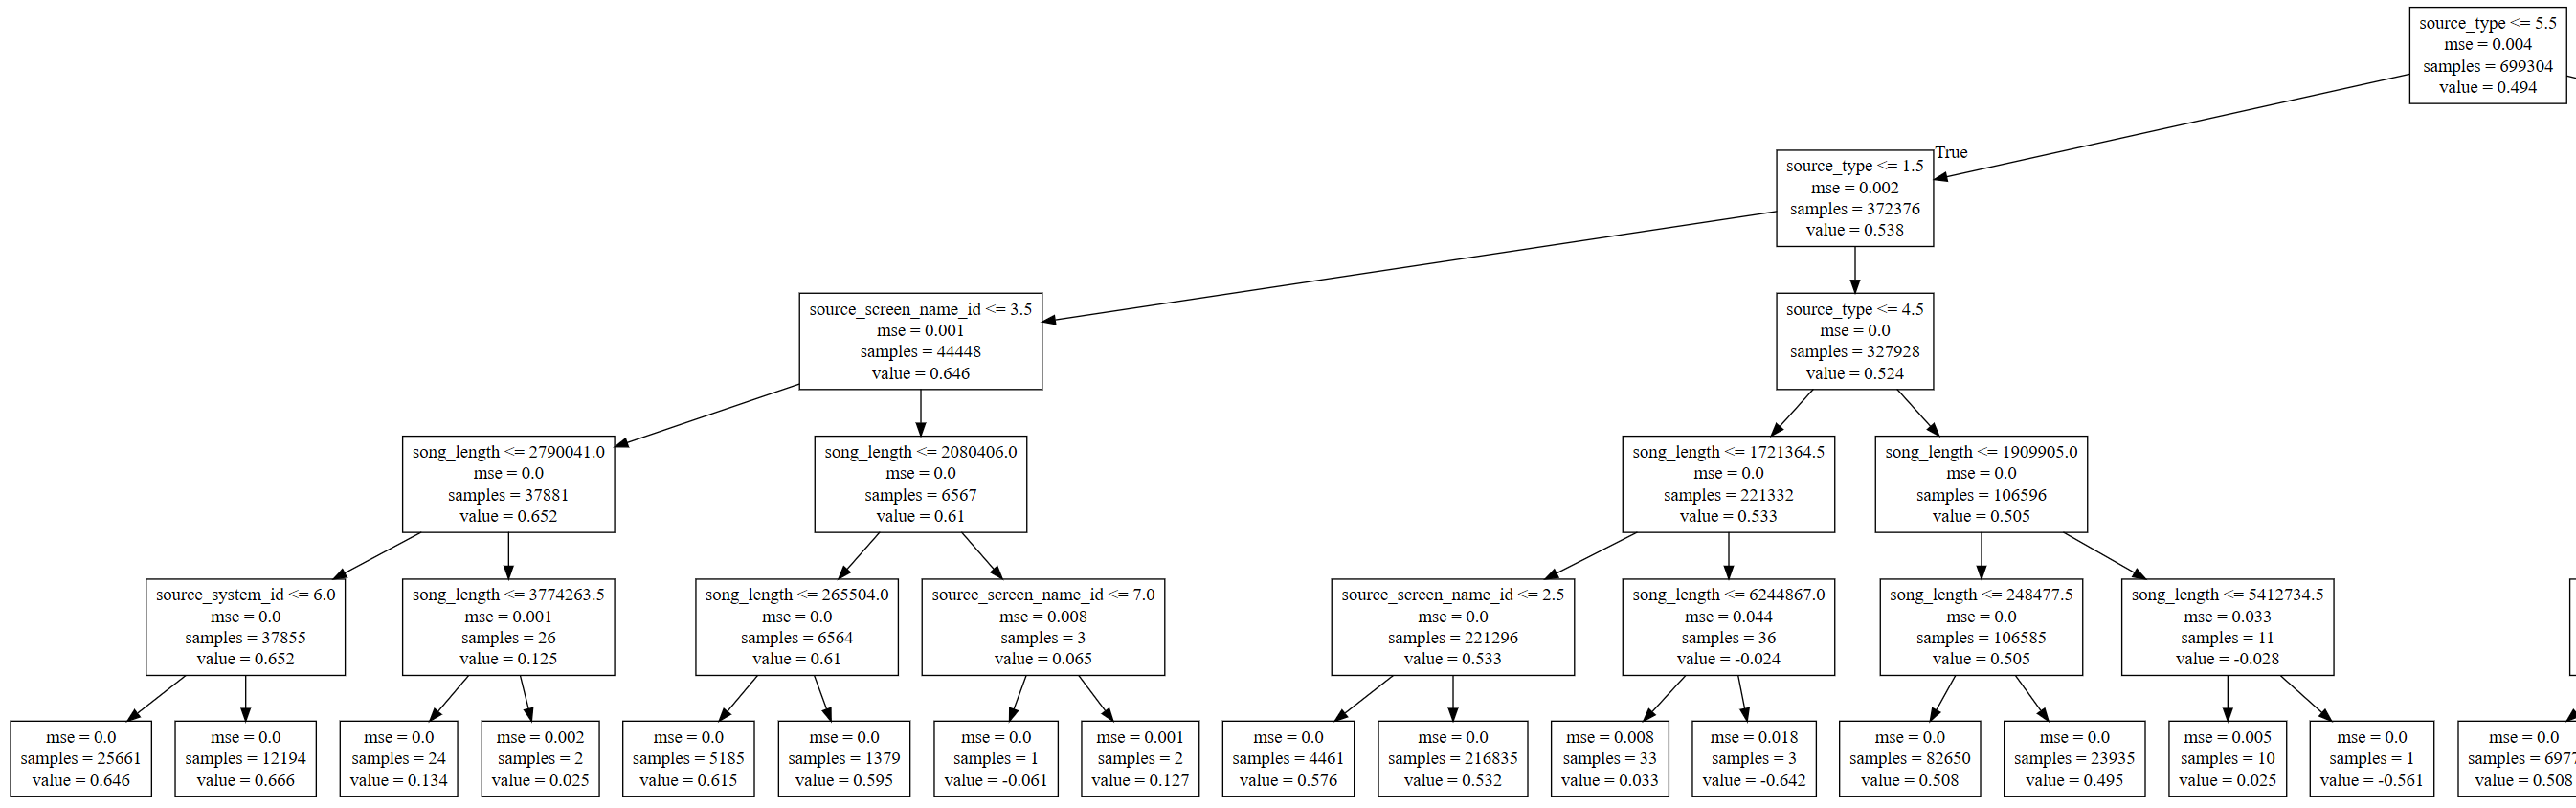 source_type <= 5.5
mse = 0.004
samples = 699304
value = 0.494
True
source_type <= 1.5
mse = 0.002
samples = 372376
value = 0.538
source_screen_name_id <= 3.5
mse = 0.001
samples = 44448
value = 0.646
source_type <= 4.5
mse = 0.0
samples = 327928
value = 0.524
song_length <= 2790041.0
mse = 0.0
samples = 37881
value = 0.652
song_length <= 2080406.0
mse = 0.0
samples = 6567
value = 0.61
song_length <= 1721364.5
mse = 0.0
samples = 221332
value = 0.533
song_length <= 1909905.0
mse = 0.0
samples = 106596
value = 0.505
source_system_id <= 6.0
mse = 0.0
samples = 37855
value = 0.652
song_length <= 3774263.5
mse = 0.001
samples = 26
value = 0.125
song_length <= 265504.0
mse = 0.0
samples = 6564
value = 0.61
source_screen_name_id <= 7.0
mse = 0.008
samples = 3
value = 0.065
source_screen_name_id <= 2.5
mse = 0.0
samples = 221296
value = 0.533
song_length <= 6244867.0
mse = 0.044
samples = 36
value = -0.024
song_length <= 248477.5
mse = 0.0
samples = 106585
value = 0.505
song_length <= 5412734.5
mse = 0.033
samples = 11
value = -0.028
mse = 0.0
samples = 25661
value = 0.646
mse = 0.0
samples = 12194
value = 0.666
mse = 0.0
samples = 24
value = 0.134
mse = 0.002
samples = 2
value = 0.025
mse = 0.0
samples = 5185
value = 0.615
mse = 0.0
samples = 1379
value = 0.595
mse = 0.0
samples = 1
value = -0.061
mse = 0.001
samples = 2
value = 0.127
mse = 0.0
samples = 4461
value = 0.576
mse = 0.0
samples = 216835
value = 0.532
mse = 0.008
samples = 33
value = 0.033
mse = 0.018
samples = 3
value = -0.642
mse = 0.0
samples = 82650
value = 0.508
mse = 0.0
samples = 23935
value = 0.495
mse = 0.005
samples = 10
value = 0.025
mse = 0.0
samples = 1
value = -0.561
mse = 0.0
samples = 6977
value = 0.508